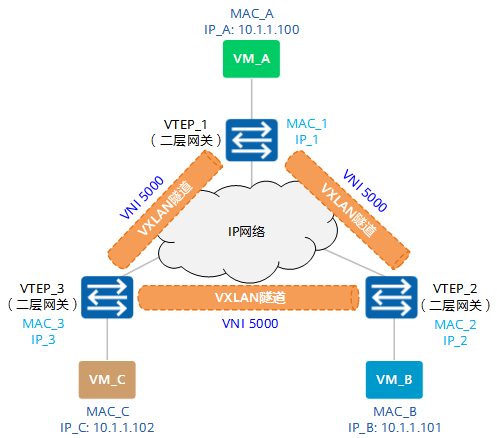 MAC_A
IP_A: 10.1.1.100
VM_A
VTEP_1
（二层网关）
MAC_1
IP_1
VNI 5000
VXLAN隧道
VNI 5000
VXLAN隧道
IP网络
VTEP_3
（二层网关）
MAC_3
IP_3
VXLAN隧道
VNI 5000
VTEP_2
（二层网关）
MAC_2
IP_2
VM_C
MAC_C
IP_C: 10.1.1.102
VM_B
MAC_B
IP_B: 10.1.1.101